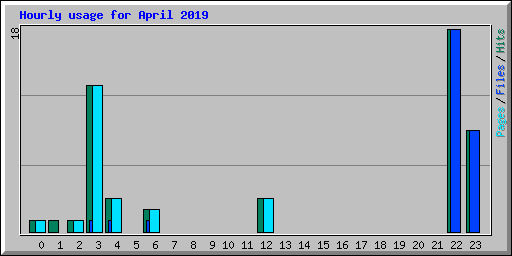 Hourly usage for April 2019
18
Pages/Files/Hits
0 1 2 3 4 5 6 7 8 9 10 11 12 13 14 15 16 17 18 19 20 21 22 23